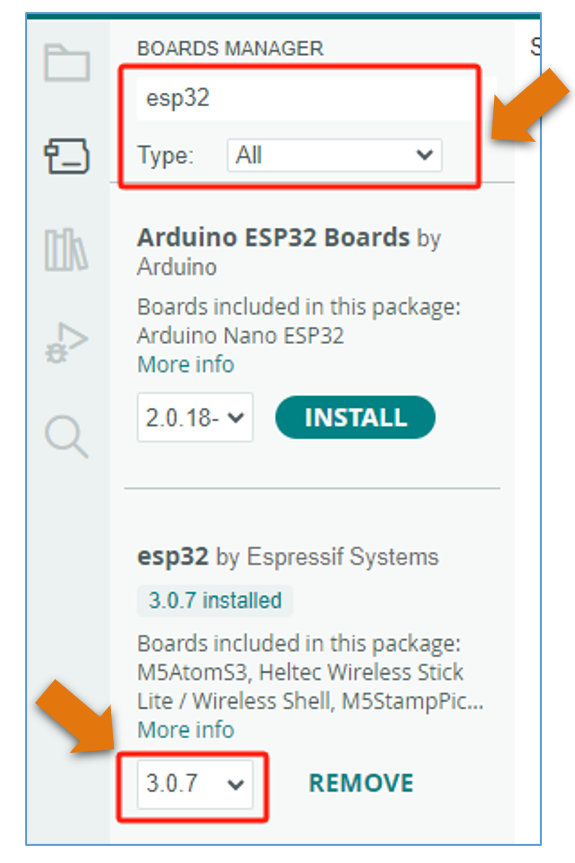 BOARDS MANAGER
S
esp32
Type: All
Arduino ESP32 Boards by
Arduino
Boards included in this package:
Arduino Nano ESP32
More info
2.0.18- INSTALL
esp32 by Espressif Systems
3.0.7 installed
Boards included in this package:
M5AtomS3, Heltec Wireless Stick
Lite / Wireless Shell, M5StampPic...
More info
3.0.7 REMOVE